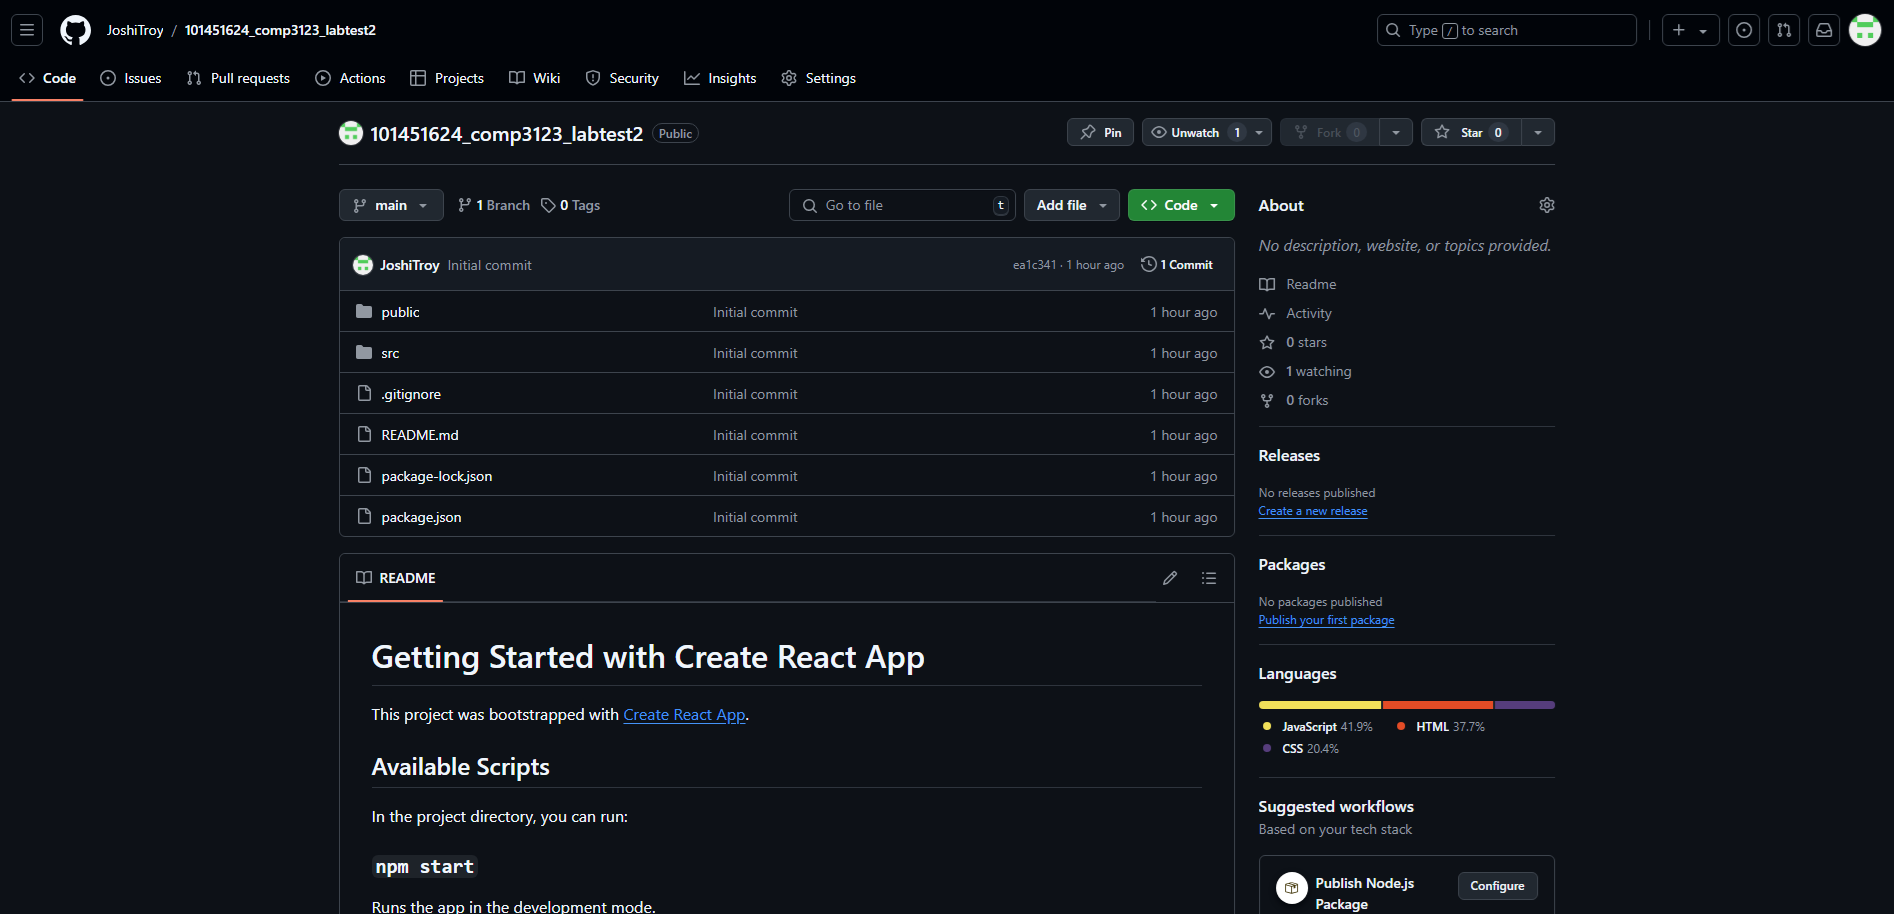 JoshiTroy / 101451624_comp3123_labtest2
Type / to search
Code Issues Pull requests Actions Projects Wiki Security Insights Settings
101451624_comp3123_labtest2 Public
Pin Unwatch 1 Fork 0 Star 0
main 1 Branch 0 Tags
Go to file t Add file Code
JoshiTroy Initial commit ea1c341 · 1 hour ago 1 Commit
public Initial commit 1 hour ago
src Initial commit 1 hour ago
.gitignore Initial commit 1 hour ago
README.md Initial commit 1 hour ago
package-lock.json Initial commit 1 hour ago
package.json Initial commit 1 hour ago
README
Getting Started with Create React App
This project was bootstrapped with Create React App.
Available Scripts
In the project directory, you can run:
npm start
Runs the app in the development mode.
About
No description, website, or topics provided.
Readme
Activity
0 stars
1 watching
0 forks
Releases
No releases published
Create a new release
Packages
No packages published
Publish your first package
Languages
JavaScript 41.9% HTML 37.7%
CSS 20.4%
Suggested workflows
Based on your tech stack
Publish Node.js
Package
Configure